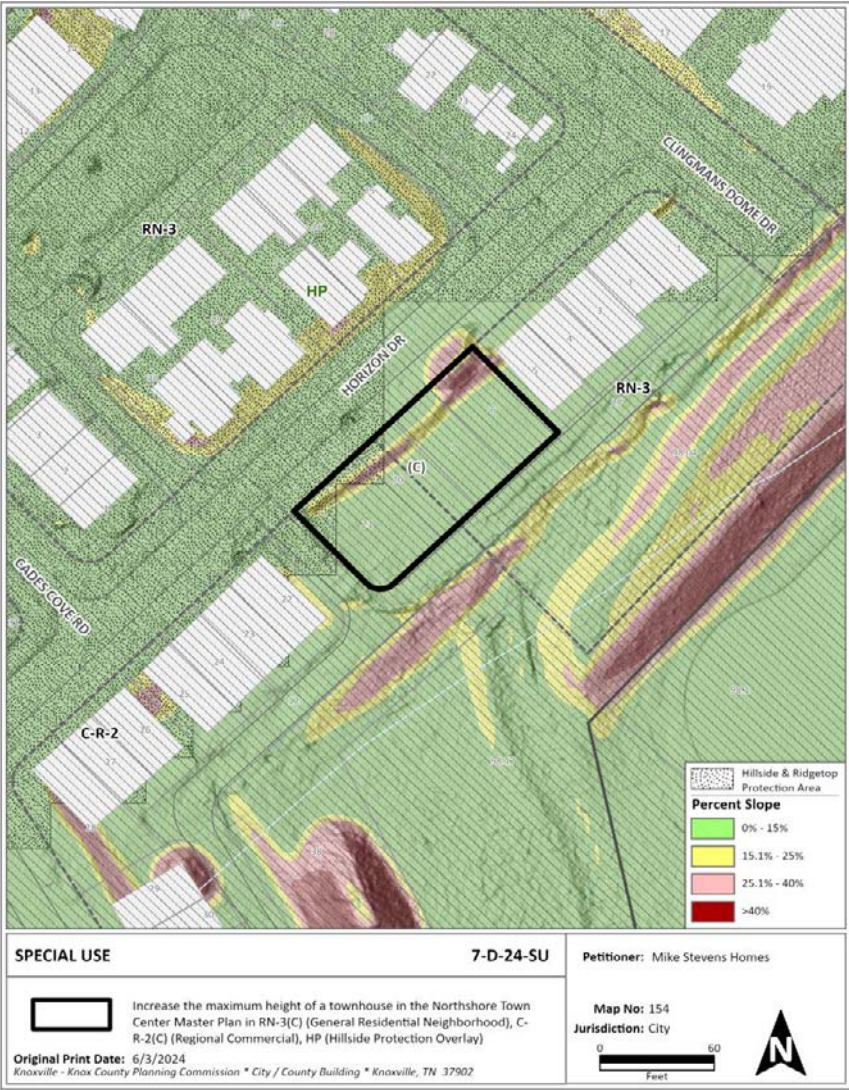 CLINGMANS DOME DR
RN-3
HP
HORIZON DR
RN-3
(C)
CADES COVE RD
C-R-2
Hillside & Ridgetop
Protection Area
Percent Slope
0% - 15%
15.1% - 25%
25.1% - 40%
>40%
SPECIAL USE
7-D-24-SU
Petitioner: Mike Stevens Homes
Increase the maximum height of a townhouse in the Northshore Town
Center Master Plan in RN-3(C) (General Residential Neighborhood), C-
R-2(C) (Regional Commercial), HP (Hillside Protection Overlay)
Map No: 154
Jurisdiction: City
0 60
Feet
N
Original Print Date: 6/3/2024
Knoxville - Knox County Planning Commission * City / County Building * Knoxville, TN 37902